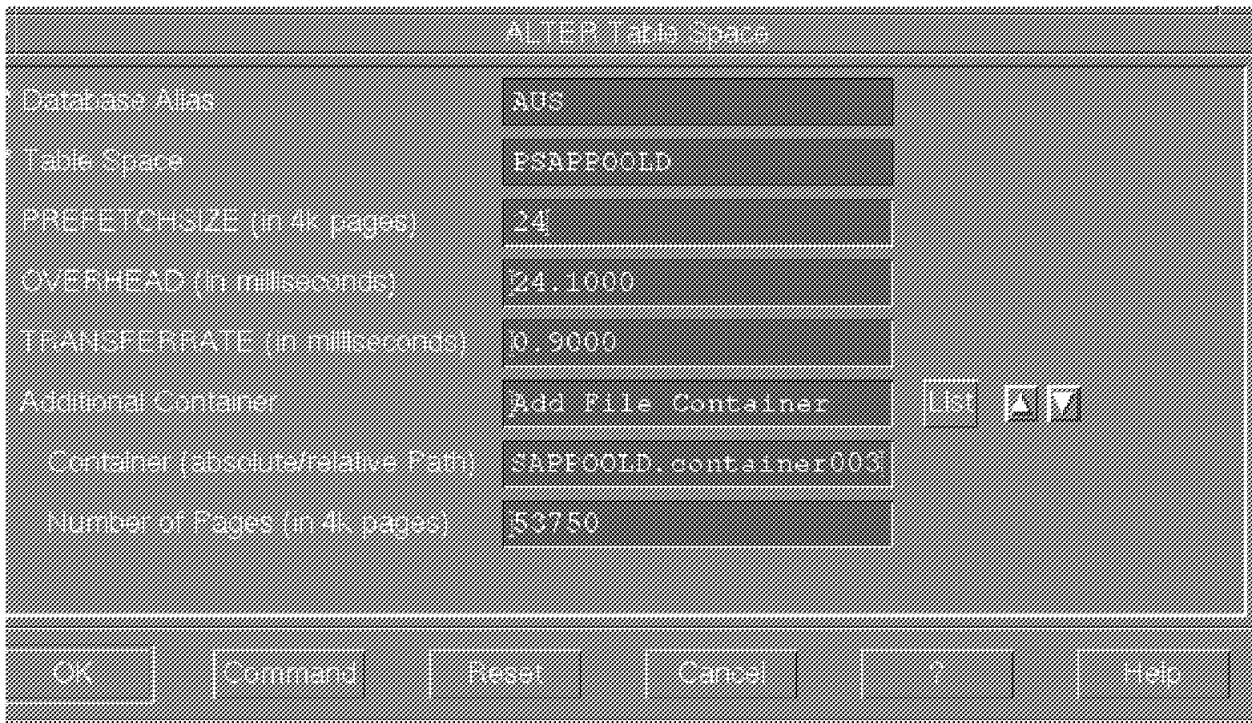 ALTER Table Space
Database Alias AUS
Table Space PSAPPOOLD
PREFETCHSIZE (in 4k pages) 24
OVERHEAD (in milliseconds) 24.1000
TRANSFERRATE (in milliseconds) 0.9000
Additional Container Add File Container List
Container (absolute/relative Path) SAPPOOLD.container003
Number of Pages (in 4k pages) 53750
OK Command Reset Cancel ? Help